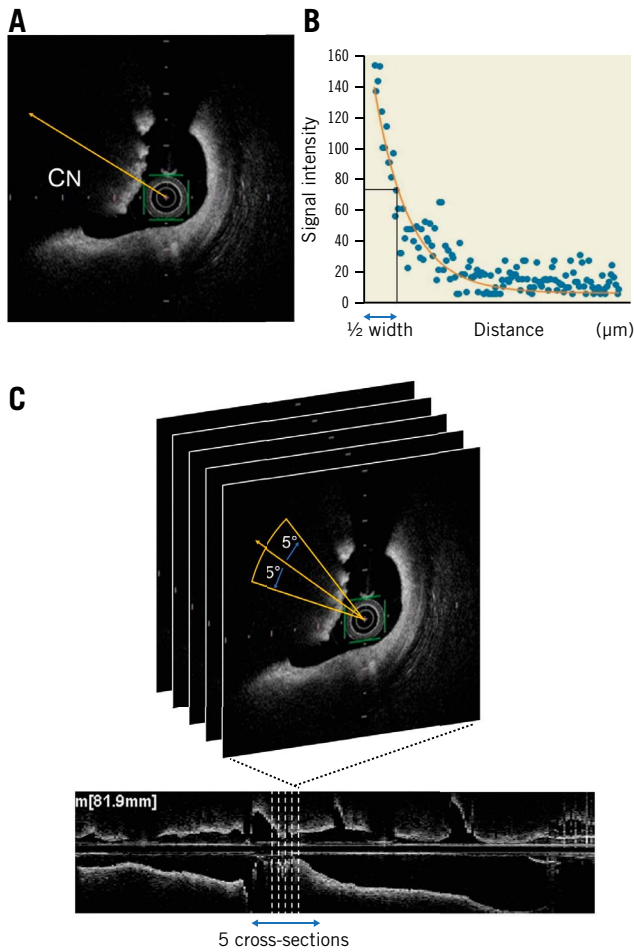 A
CN
B
Signal intensity
160
140
120
100
80
60
40
20
0
½ width
Distance
(μm)
C
5°
5°
m[81.9mm]
5 cross-sections